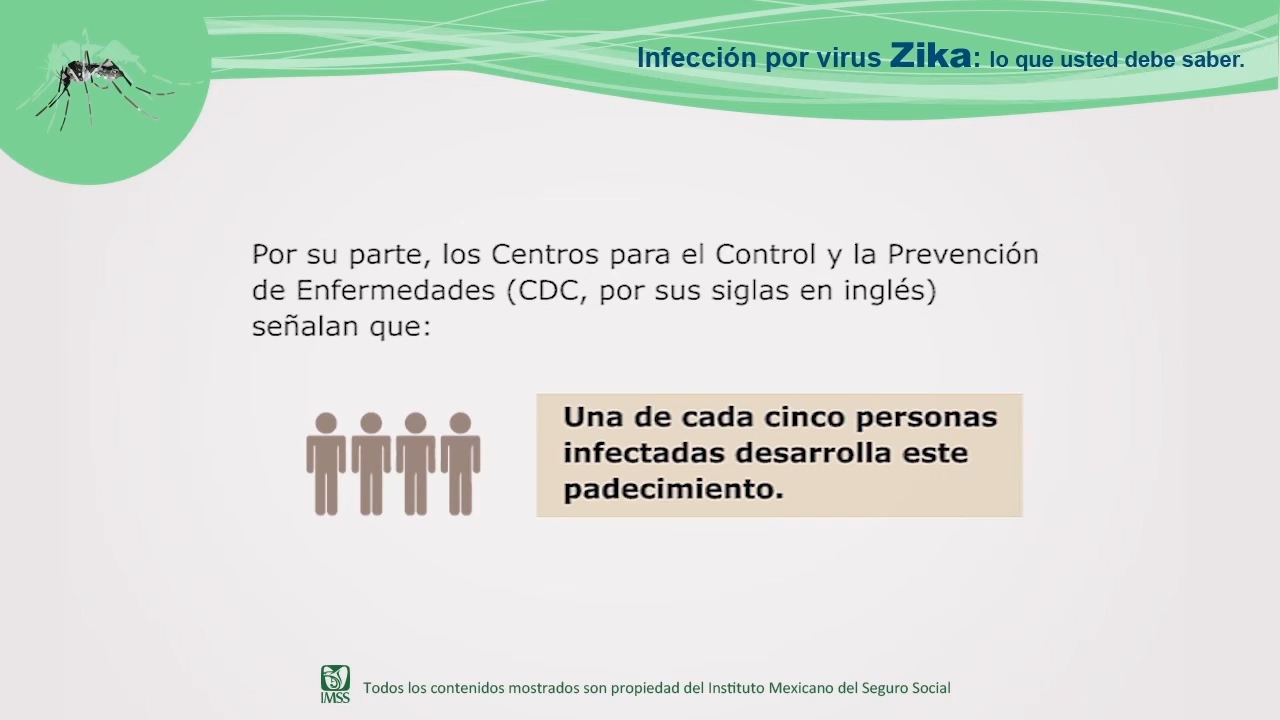 Infección por virus Zika: lo que usted debe saber.
Por su parte, los Centros para el Control y la Prevención
de Enfermedades (CDC, por sus siglas en inglés)
señalan que:
Una de cada cinco personas
infectadas desarrolla este
padecimiento.
IMSS
Todos los contenidos mostrados son propiedad del Instituto Mexicano del Seguro Social